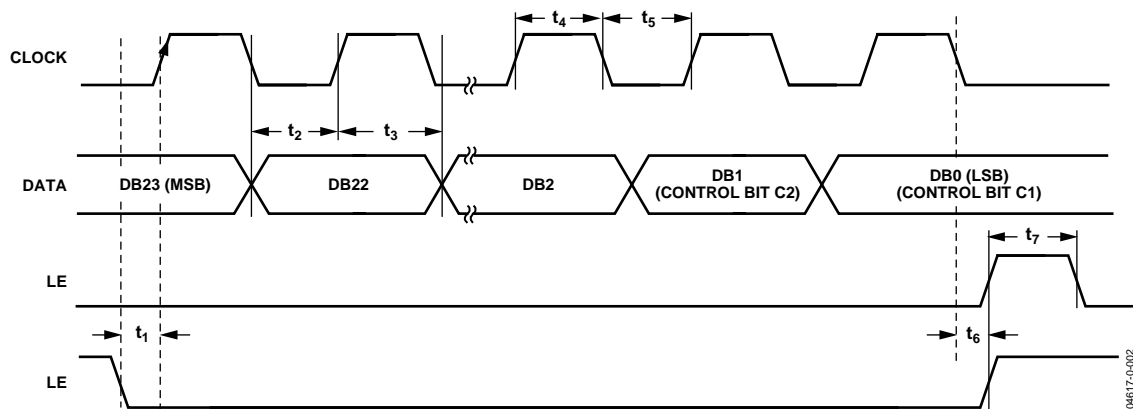 t4
t5
CLOCK
t2
t3
DATA
DB23 (MSB)
DB22
DB2
DB1
(CONTROL BIT C2)
DB0 (LSB)
(CONTROL BIT C1)
t7
LE
t1
t6
LE
04617-0-002